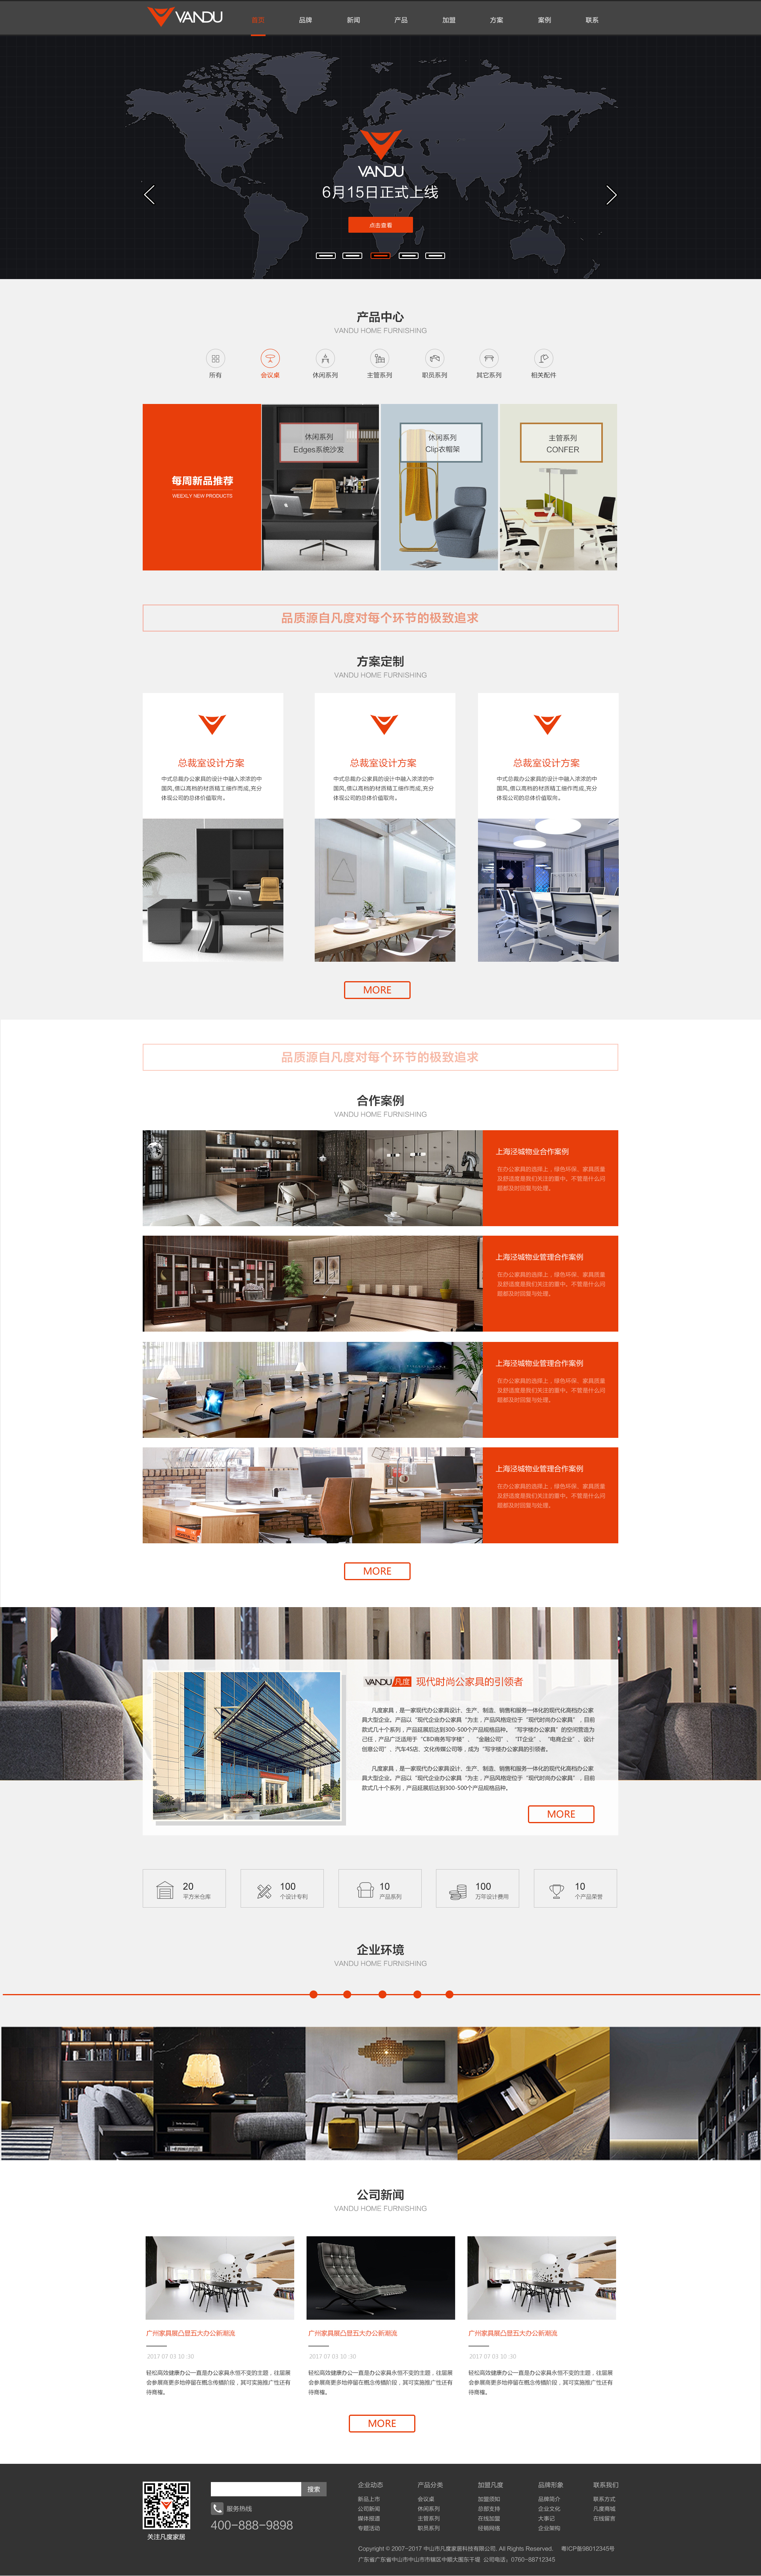 VANDU
首页 品牌 新闻 产品 加盟 方案 案例 联系
VANDU
6月15日正式上线
点击查看
产品中心
VANDU HOME FURNISHING
所有 会议桌 休闲系列 主管系列 职员系列 其它系列 相关配件
每周新品推荐
WEEKLY NEW PRODUCTS
休闲系列
Edges系统沙发
休闲系列
Clip衣帽架
主管系列
CONFER
品质源自凡度对每个环节的极致追求
方案定制
VANDU HOME FURNISHING
总裁室设计方案
中式总裁办公家具的设计中融入浓浓的中
国风,借以高档的材质精工细作而成,充分
体现公司的总体价值取向。
总裁室设计方案
中式总裁办公家具的设计中融入浓浓的中
国风,借以高档的材质精工细作而成,充分
体现公司的总体价值取向。
总裁室设计方案
中式总裁办公家具的设计中融入浓浓的中
国风,借以高档的材质精工细作而成,充分
体现公司的总体价值取向。
MORE
品质源自凡度对每个环节的极致追求
合作案例
VANDU HOME FURNISHING
上海泾城物业合作案例
在办公家具的选择上，绿色环保、家具质量
及舒适度是我们关注的重中。不管是什么问
题都及时回复与处理。
上海泾城物业管理合作案例
在办公家具的选择上，绿色环保、家具质量
及舒适度是我们关注的重中。不管是什么问
题都及时回复与处理。
上海泾城物业管理合作案例
在办公家具的选择上，绿色环保、家具质量
及舒适度是我们关注的重中。不管是什么问
题都及时回复与处理。
上海泾城物业管理合作案例
在办公家具的选择上，绿色环保、家具质量
及舒适度是我们关注的重中。不管是什么问
题都及时回复与处理。
MORE
VANDU凡度 现代时尚公家具的引领者
凡度家具，是一家现代办公家具设计、生产、制造、销售和服务一体化的现代化高档办公家
具大型企业。产品以“现代企业办公家具“为主，产品风格定位于“现代时尚办公家具”，目前
款式几十个系列，产品延展后达到300-500个产品规格品种。 “写字楼办公家具”的空间营造为
己任，产品广泛适用于“CBD商务写字楼”、“金融公司”、“IT企业”、“电商企业”、设计
创意公司”、汽车4S店、文化传媒公司等，成为“写字楼办公家具的引领者。
凡度家具，是一家现代办公家具设计、生产、制造、销售和服务一体化的现代化高档办公家
具大型企业。产品以“现代企业办公家具“为主，产品风格定位于“现代时尚办公家具”，目前
款式几十个系列，产品延展后达到300-500个产品规格品种。
MORE
20
平方米仓库
100
个设计专利
10
产品系列
100
万年设计费用
10
个产品荣誉
企业环境
VANDU HOME FURNISHING
公司新闻
VANDU HOME FURNISHING
广州家具展凸显五大办公新潮流
2017 07 03 10 :30
轻松高效健康办公一直是办公家具永恒不变的主题，往届展
会参展商更多地停留在概念传播阶段，其可实施推广性还有
待商榷。
广州家具展凸显五大办公新潮流
2017 07 03 10 :30
轻松高效健康办公一直是办公家具永恒不变的主题，往届展
会参展商更多地停留在概念传播阶段，其可实施推广性还有
待商榷。
广州家具展凸显五大办公新潮流
2017 07 03 10 :30
轻松高效健康办公一直是办公家具永恒不变的主题，往届展
会参展商更多地停留在概念传播阶段，其可实施推广性还有
待商榷。
MORE
关注凡度家居
搜索
服务热线
400-888-9898
企业动态 产品分类 加盟凡度 品牌形象 联系我们
新品上市 会议桌 加盟须知 品牌简介 联系方式
公司新闻 休闲系列 总部支持 企业文化 凡度商城
媒体报道 主管系列 在线加盟 大事记 在线留言
专题活动 职员系列 经销网络 企业架构
Copyright © 2007-2017 中山市凡度家居科技有限公司. All Rights Reserved. 粤ICP备98012345号
广东省广东省中山市中山市市辖区中顺大围东干堤 公司电话：0760-88712345